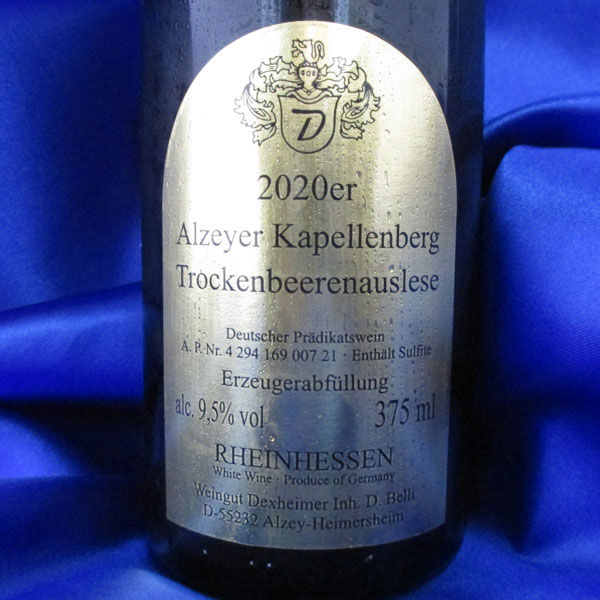 D
2020er
Alzeyer Kapellenberg
Trockenbeerenauslese
Deutscher Prädikatswein
A. P. Nr. 4 294 169 007 21 · Enthält Sulfite
Erzeugerabfüllung
alc. 9,5% vol 375 ml
RHEINHESSEN
White Wine · Produce of Germany
Weingut Dexheimer Inh. D. Belli
D-55232 Alzey-Heimersheim